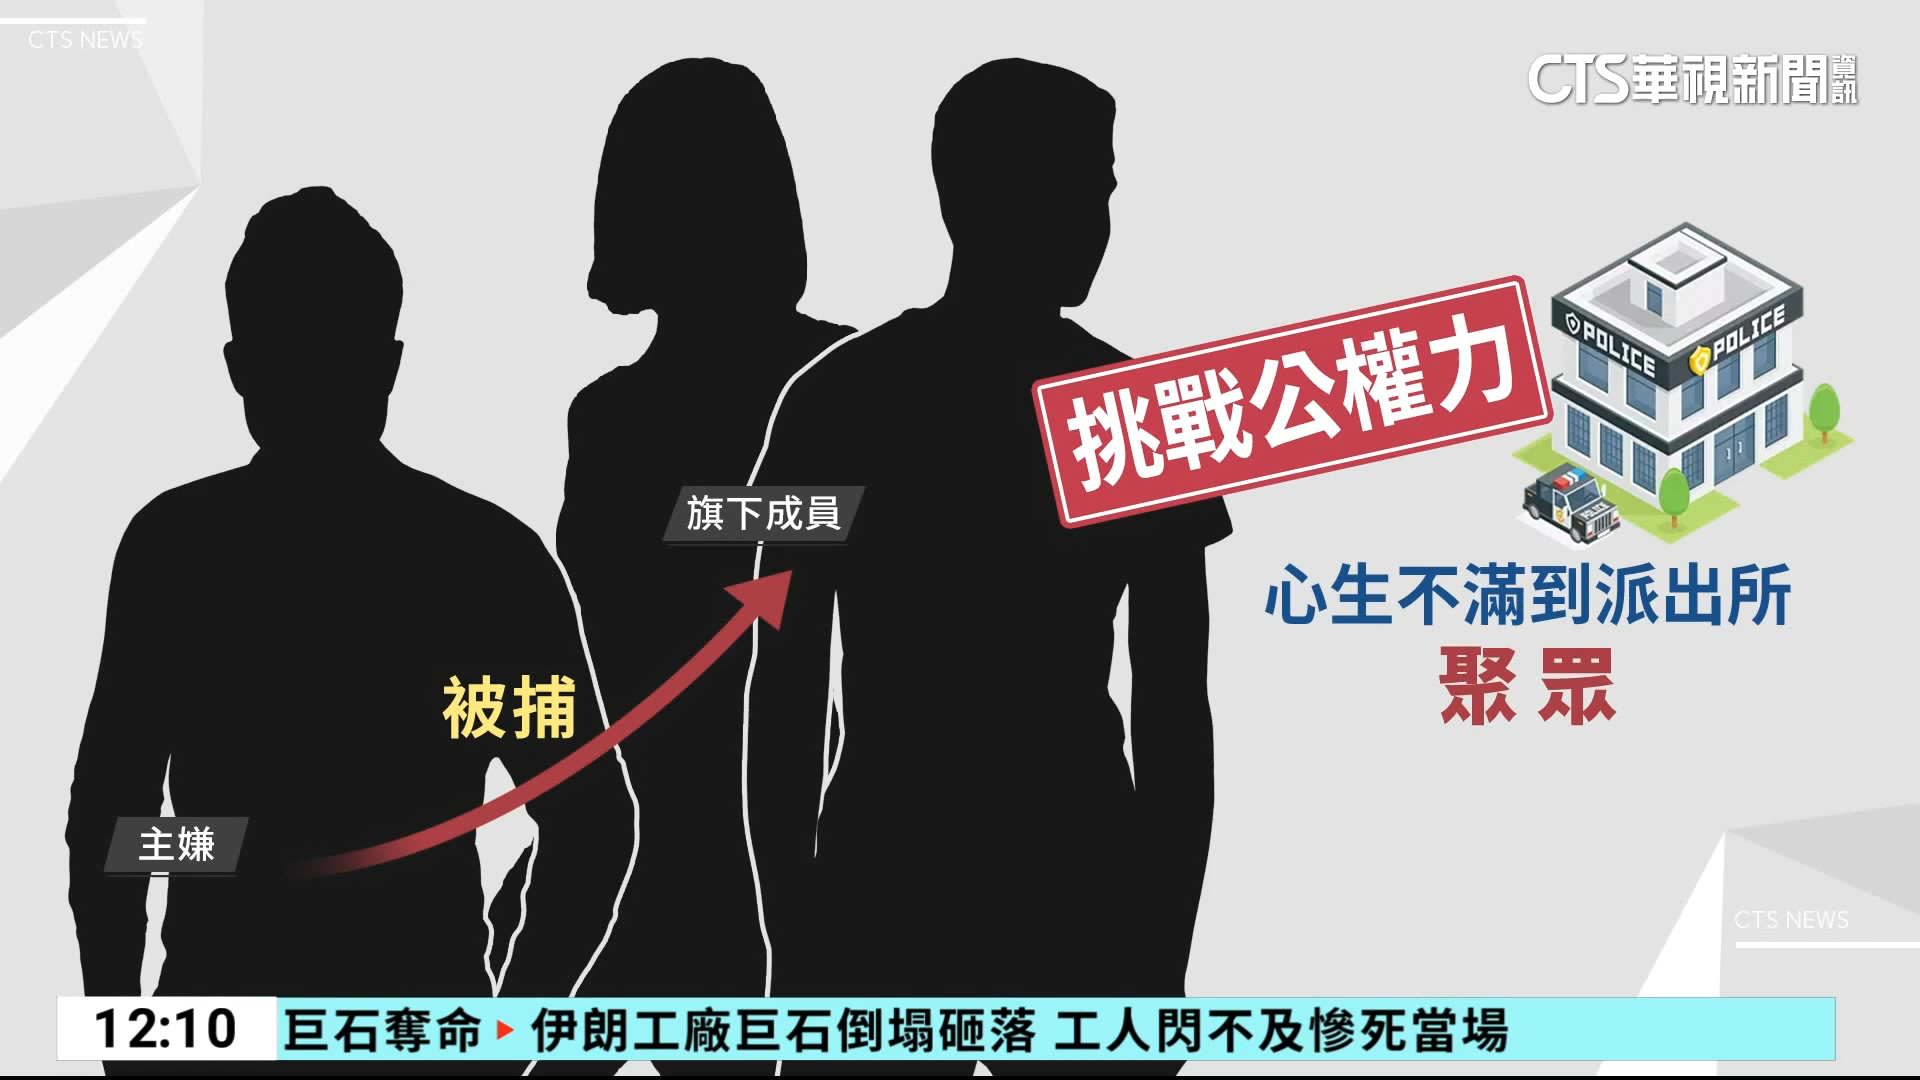 CTS NEWS
CTS華視新聞資訊
POLICE
POLICE
挑戰公權力
旗下成員
心生不滿到派出所
聚眾
被捕
主嫌
POLICE
CTS NEWS
12:10 巨石奪命 伊朗工廠巨石倒塌砸落 工人閃不及慘死當場